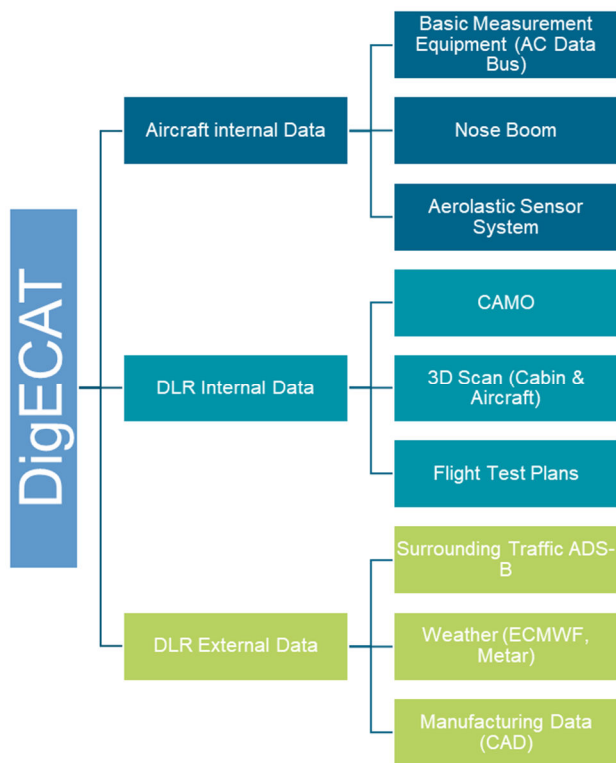 DigECAT
Aircraft internal Data
Basic Measurement
Equipment (AC Data
Bus)
Nose Boom
Aerolastic Sensor
System
DLR Internal Data
CAMO
3D Scan (Cabin &
Aircraft)
Flight Test Plans
DLR External Data
Surrounding Traffic ADS-
B
Weather (ECMWF,
Metar)
Manufacturing Data
(CAD)